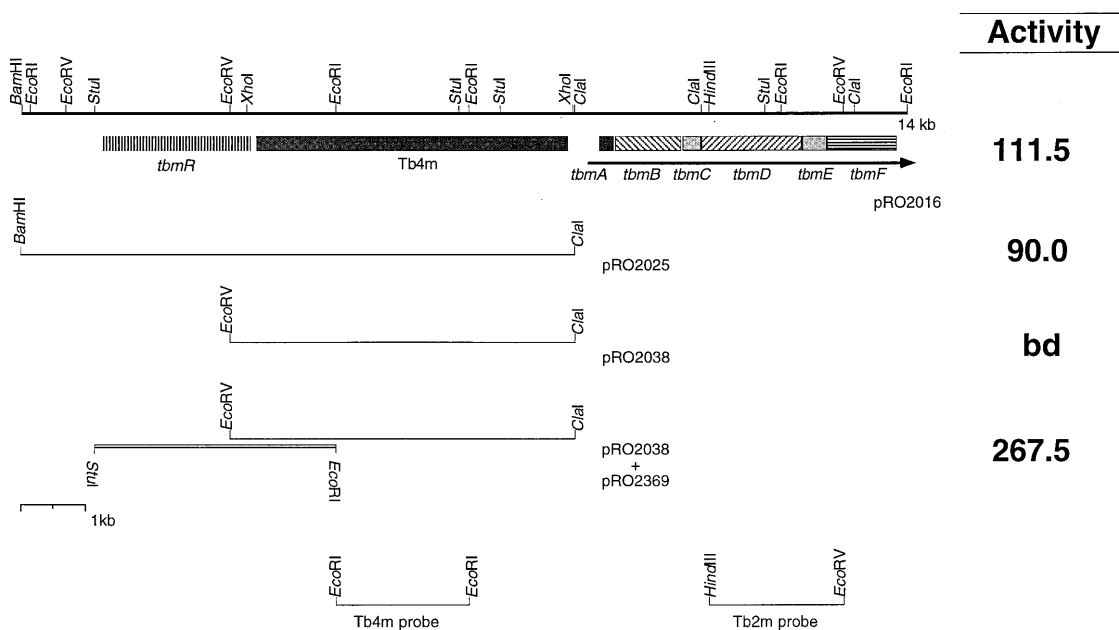 Activity
BamHI EcoRI EcoRV StuI EcoRV XhoI EcoRI StuI EcoRI StuI XhoI ClaI ClaI HindIII StuI EcoRI EcoRV ClaI EcoRI
14 kb
111.5
tbmR Tb4m tbmA tbmB tbmC tbmD tbmE tbmF
pRO2016
BamHI ClaI
pRO2025
90.0
EcoRV ClaI
pRO2038
bd
EcoRV ClaI
pRO2038
+
pRO2369
267.5
StuI EcoRI
1kb
EcoRI EcoRI HindIII EcoRV
Tb4m probe Tb2m probe